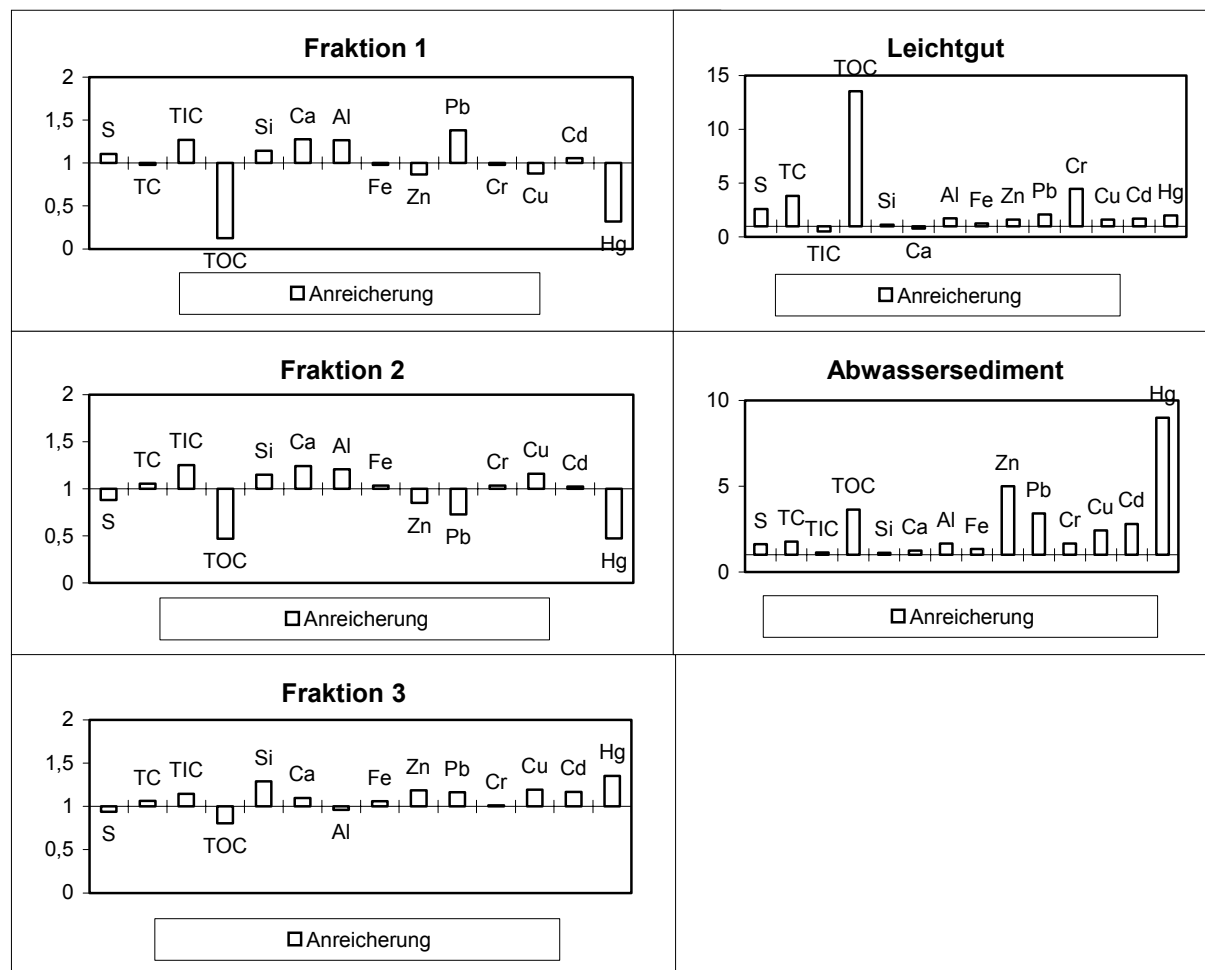 Fraktion 1
2
1,5
1
0,5
0
S
TC
TIC
TOC
Si
Ca
Al
Fe
Zn
Pb
Cr
Cu
Cd
Hg
Anreicherung
Leichtgut
15
10
5
0
S
TC
TIC
TOC
Si
Ca
Al
Fe
Zn
Pb
Cr
Cu
Cd
Hg
Anreicherung
Fraktion 2
2
1,5
1
0,5
0
S
TC
TIC
TOC
Si
Ca
Al
Fe
Zn
Pb
Cr
Cu
Cd
Hg
Anreicherung
Abwassersediment
10
5
0
S
TC
TIC
TOC
Si
Ca
Al
Fe
Zn
Pb
Cr
Cu
Cd
Hg
Anreicherung
Fraktion 3
2
1,5
1
0,5
0
S
TC
TIC
TOC
Si
Ca
Al
Fe
Zn
Pb
Cr
Cu
Cd
Hg
Anreicherung